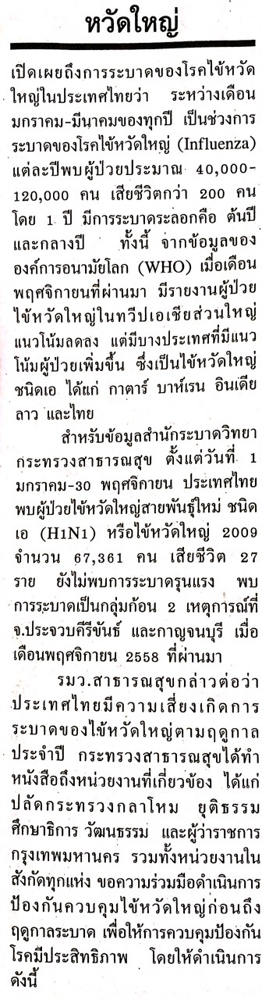 หวัดใหญ่
เปิดเผยถึงการระบาดของโรคไข้หวัด
ใหญ่ในประเทศไทยว่า ระหว่างเดือน
มกราคม-มีนาคมของทุกปี เป็นช่วงการ
ระบาดของโรคไข้หวัดใหญ่ (Influenza)
แต่ละปีพบผู้ป่วยประมาณ 40,000-
120,000 คน เสียชีวิตกว่า 200 คน
โดย 1 ปี มีการระบาดระลอกคือ ต้นปี
และกลางปี ทั้งนี้ จากข้อมูลของ
องค์การอนามัยโลก (WHO) เมื่อเดือน
พฤศจิกายนที่ผ่านมา มีรายงานผู้ป่วย
ไข้หวัดใหญ่ในทวีปเอเชียส่วนใหญ่
แนวโน้มลดลง แต่มีบางประเทศที่มีแนว
โน้มผู้ป่วยเพิ่มขึ้น ซึ่งเป็นไข้หวัดใหญ่
ชนิดเอ ได้แก่ กาตาร์ บาห์เรน อินเดีย
ลาว และไทย
สำหรับข้อมูลสำนักระบาดวิทยา
กระทรวงสาธารณสุข ตั้งแต่วันที่ 1
มกราคม-30 พฤศจิกายน ประเทศไทย
พบผู้ป่วยไข้หวัดใหญ่สายพันธุ์ใหม่ ชนิด
เอ (H1N1) หรือไข้หวัดใหญ่ 2009
จำนวน 67,361 คน เสียชีวิต 27
ราย ยังไม่พบการระบาดรุนแรง พบ
การระบาดเป็นกลุ่มก้อน 2 เหตุการณ์ที่
จ.ประจวบคีรีขันธ์ และกาญจนบุรี เมื่อ
เดือนพฤศจิกายน 2558 ที่ผ่านมา
รมว.สาธารณสุขกล่าวต่อว่า
ประเทศไทยมีความเสี่ยงเกิดการ
ระบาดของไข้หวัดใหญ่ตามฤดูกาล
ประจำปี กระทรวงสาธารณสุขได้ทำ
หนังสือถึงหน่วยงานที่เกี่ยวข้อง ได้แก่
ปลัดกระทรวงกลาโหม ยุติธรรม
ศึกษาธิการ วัฒนธรรม และผู้ว่าราชการ
กรุงเทพมหานคร รวมทั้งหน่วยงานใน
สังกัดทุกแห่ง ขอความร่วมมือดำเนินการ
ป้องกันควบคุมไข้หวัดใหญ่ก่อนถึง
ฤดูกาลระบาด เพื่อให้การควบคุมป้องกัน
โรคมีประสิทธิภาพ โดยให้ดำเนินการ
ดังนี้